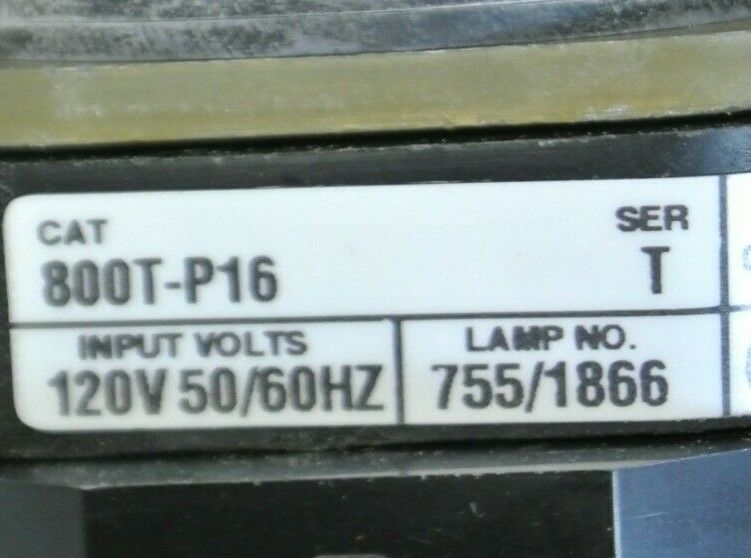 CAT
SER
800T-P16
T
INPUT VOLTS
LAMP NO.
120V 50/60HZ
755/1866